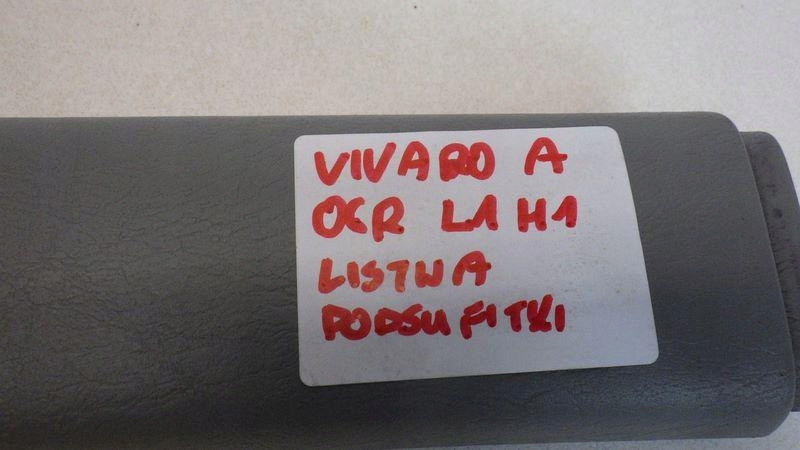 VIVARO A
OCR L1 H1
LISTWA
PODSUFITKI